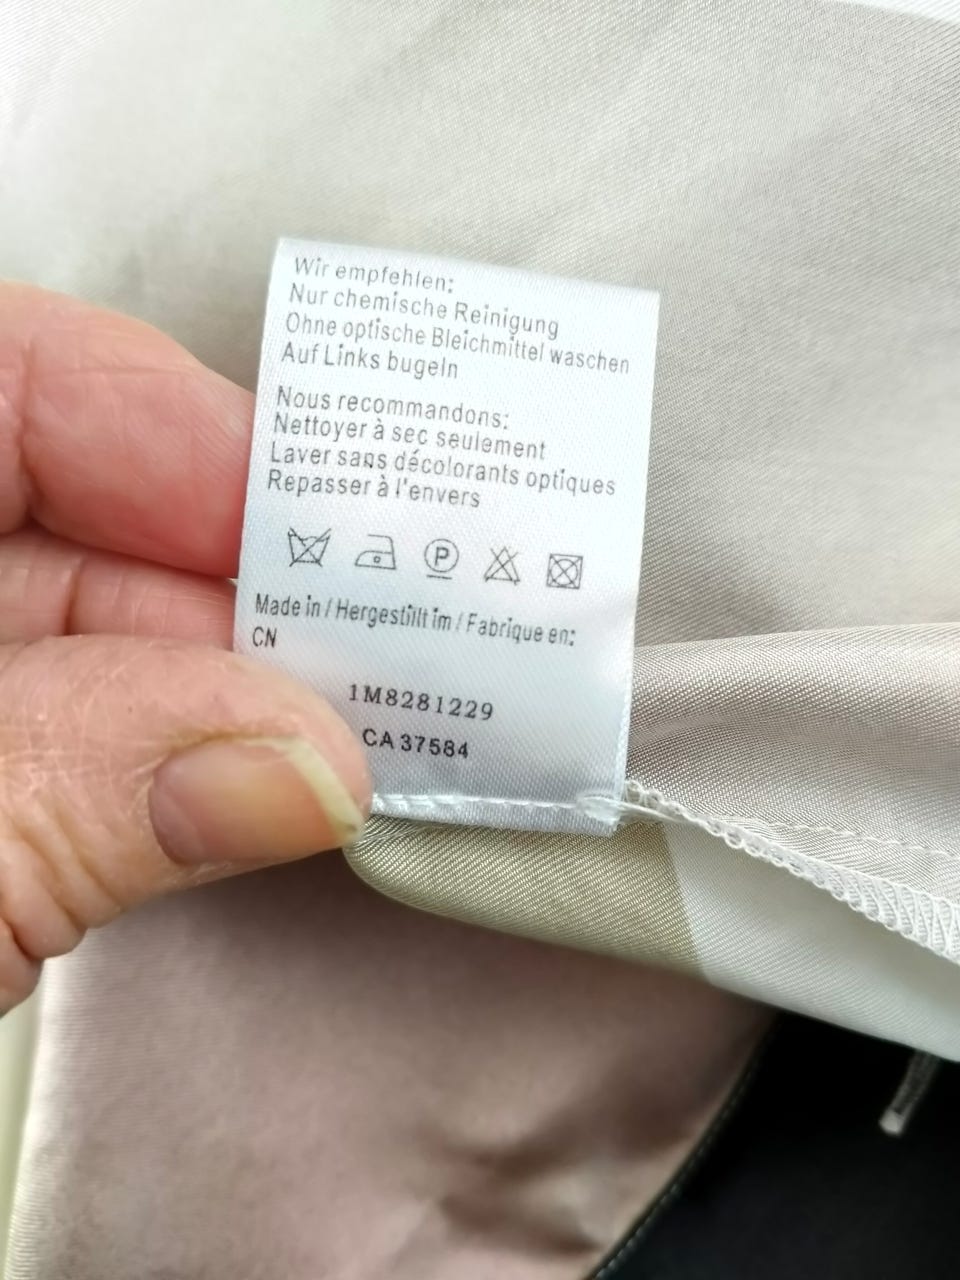 Wir empfehlen:
Nur chemische Reinigung
Ohne optische Bleichmittel waschen
Auf Links bugeln
Nous recommandons:
Nettoyer à sec seulement
Laver sans décolorants optiques
Repasser à l'envers
P
Made in / Hergestillt im / Fabrique en:
CN
1M8281229
CA 37584